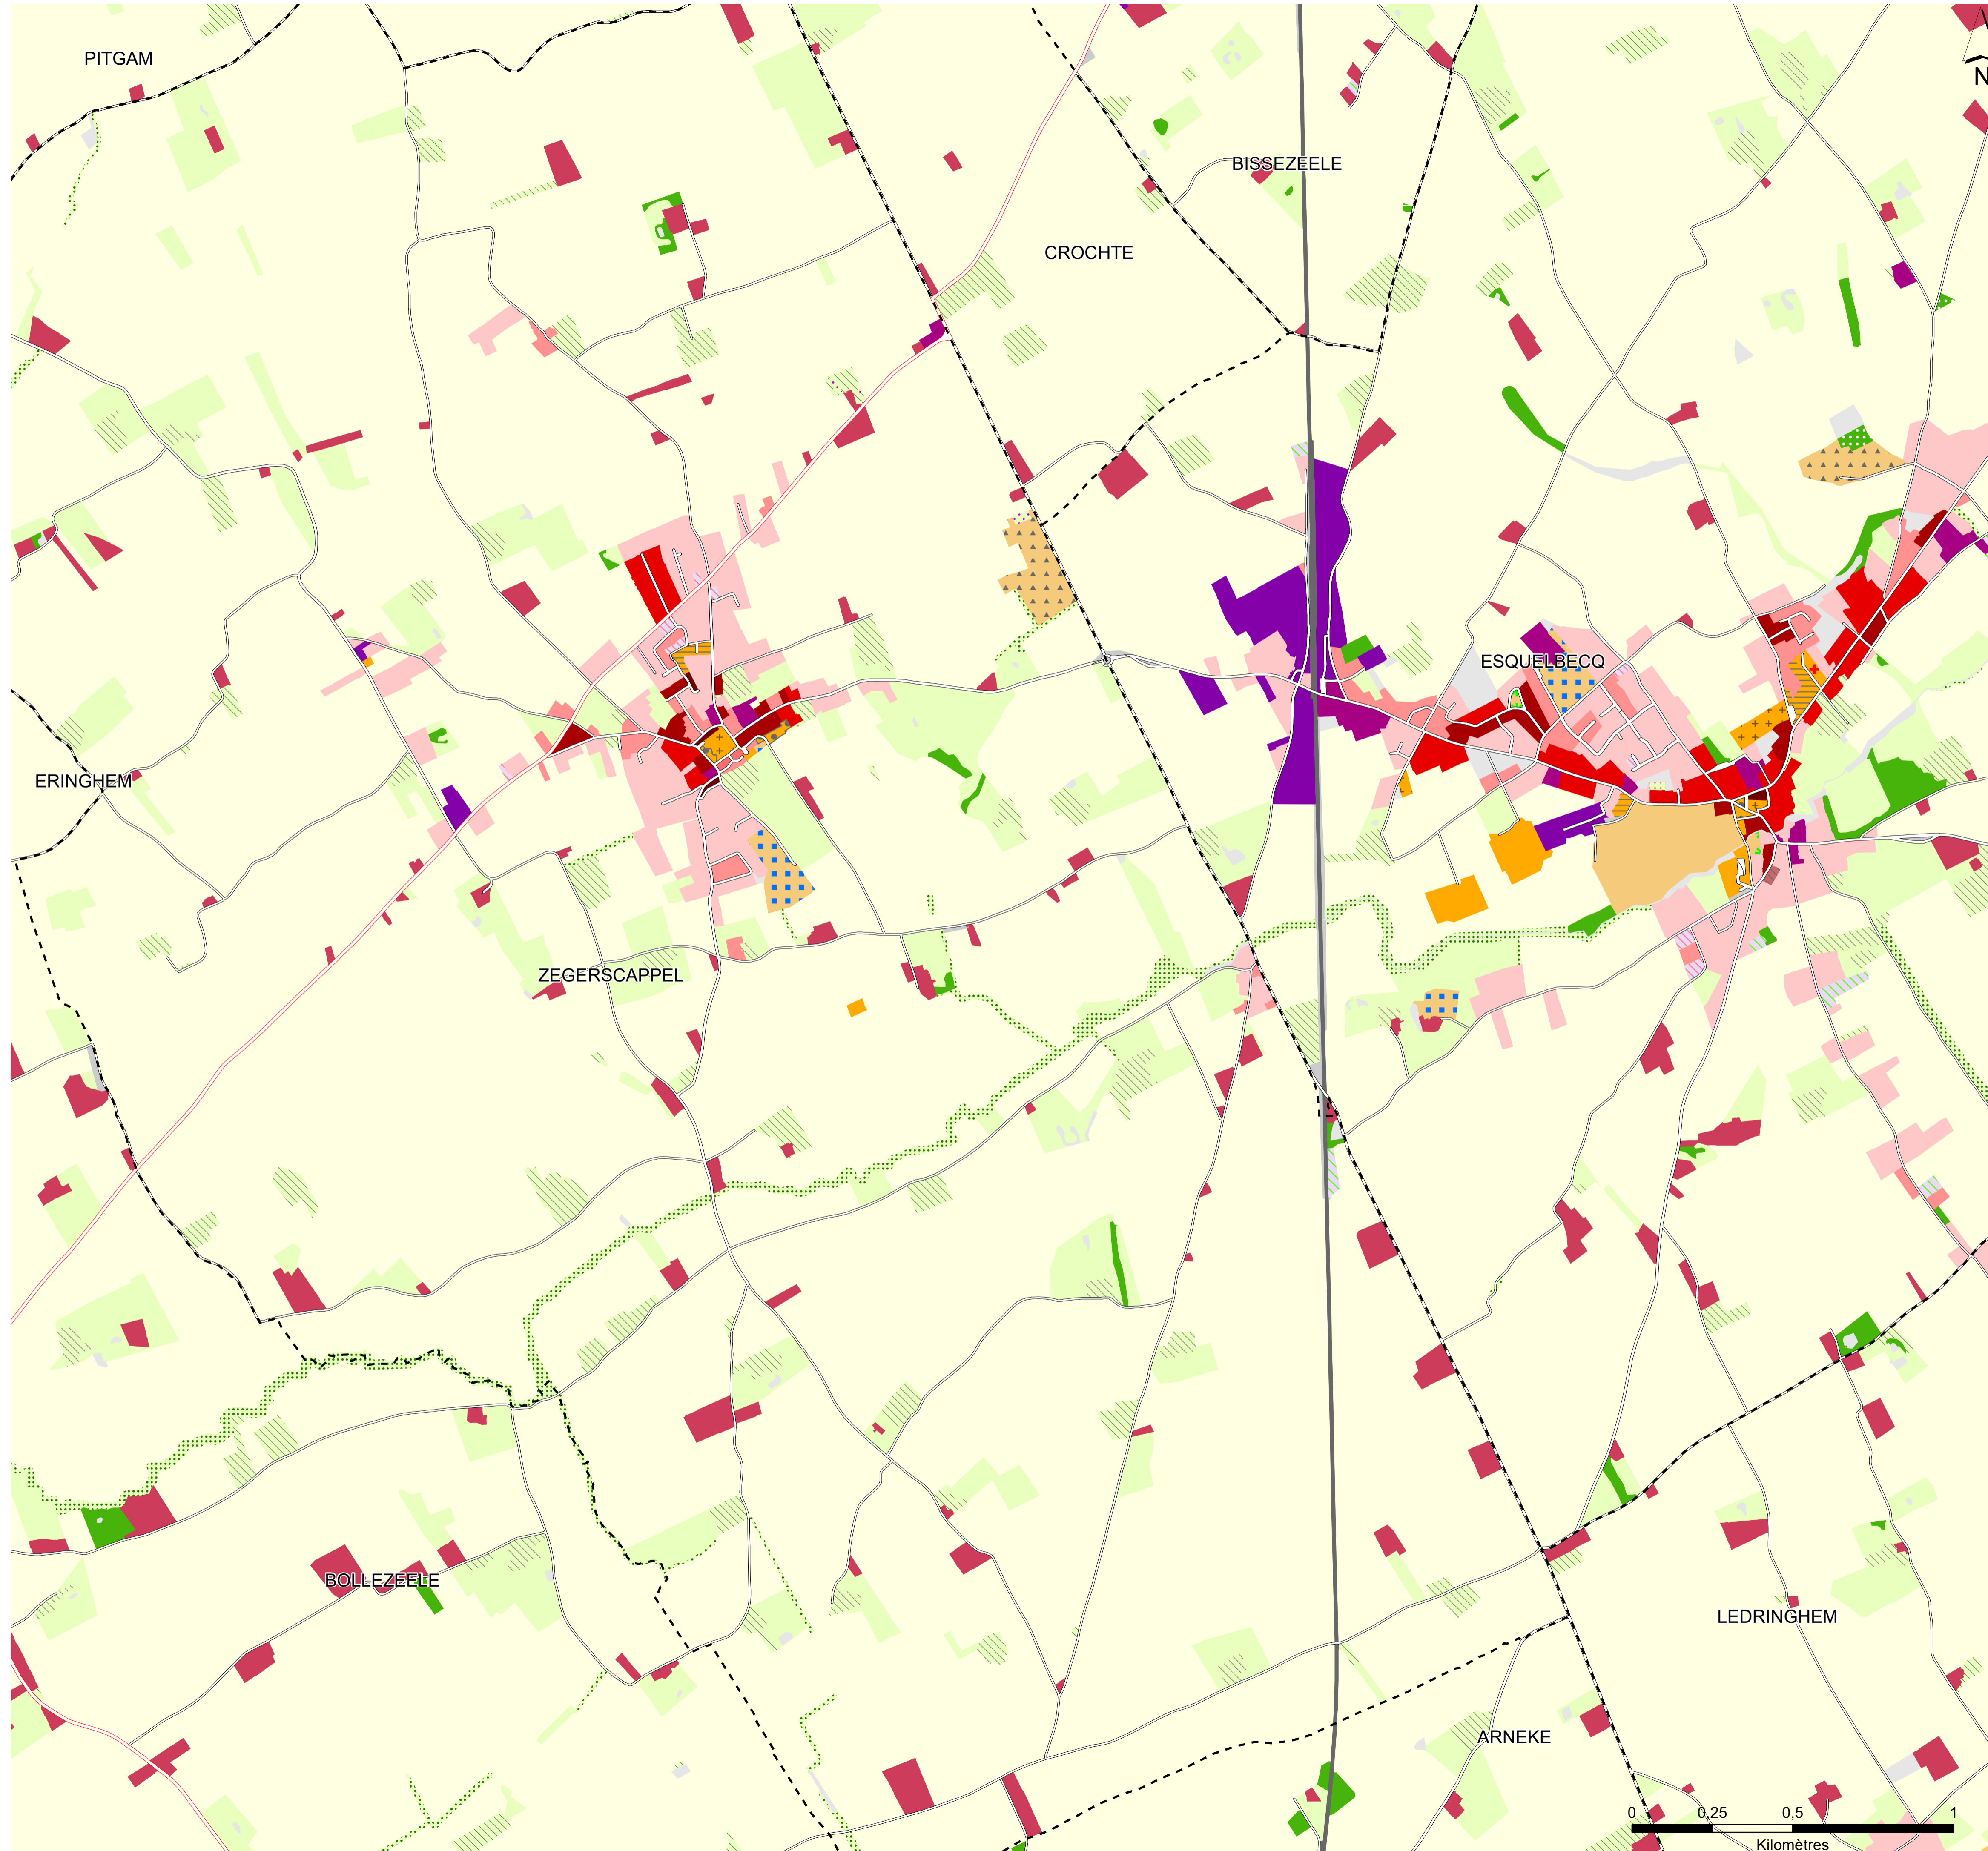 PITGAM
N
BISSEZEELE
CROCHTE
ESQUELBECQ
ERINGHEM
ZEGERSCAPPEL
BOLLEZEELE
LEDRINGHEM
ARNEKE
0 0,25 0,5 1
Kilomètres